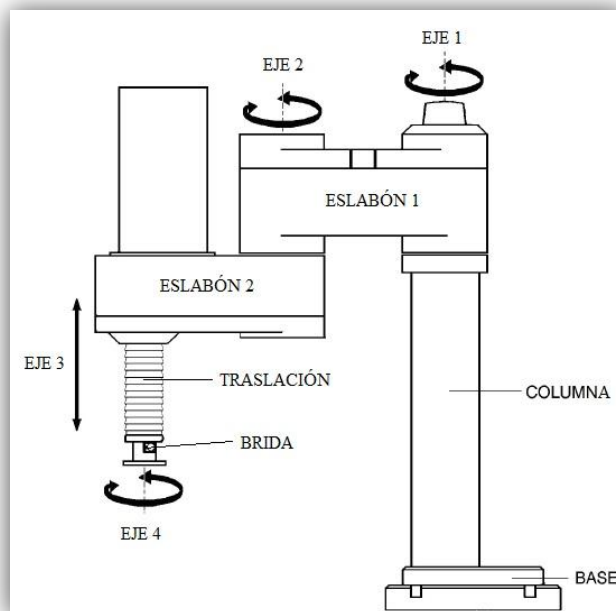 EJE 1
EJE 2
ESLABÓN 1
ESLABÓN 2
EJE 3
TRASLACIÓN
COLUMNA
BRIDA
EJE 4
BASE